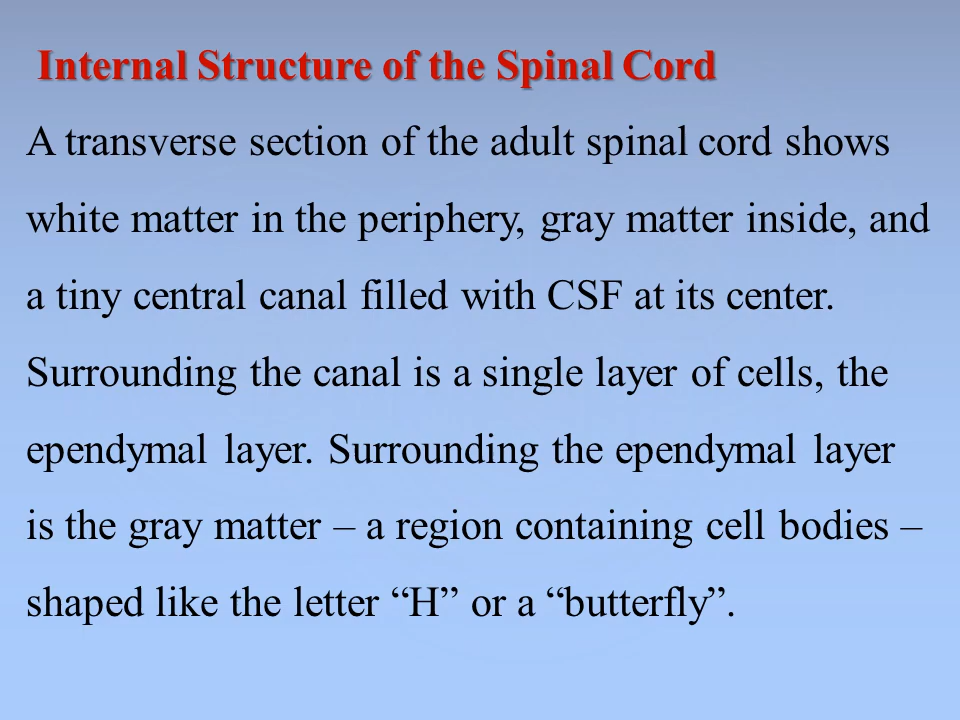 Internal Structure of the Spinal Cord
A transverse section of the adult spinal cord shows
white matter in the periphery, gray matter inside, and
a tiny central canal filled with CSF at its center.
Surrounding the canal is a single layer of cells, the
ependymal layer. Surrounding the ependymal layer
is the gray matter – a region containing cell bodies –
shaped like the letter “H” or a “butterfly”.